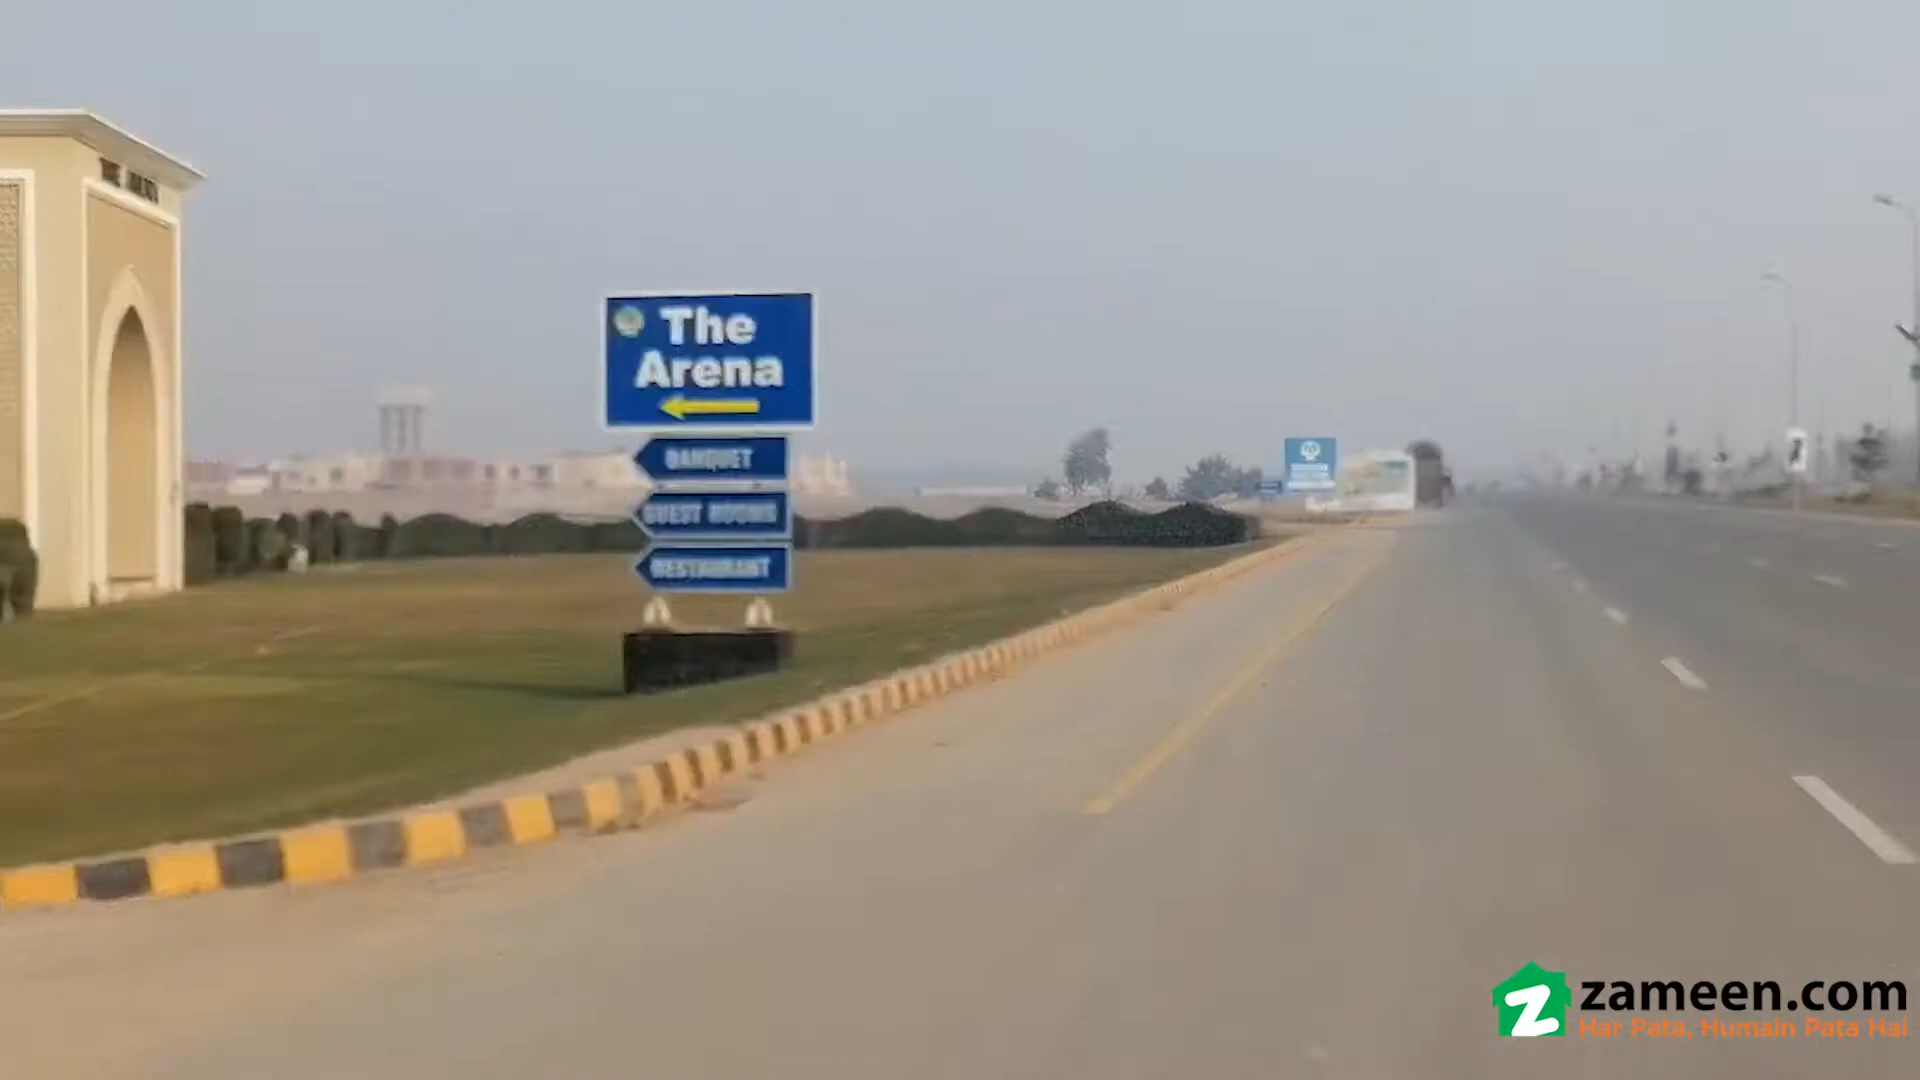 The
Arena
BANQUET
GUEST ROOMS
RESTAURANT
zameen.com
Har Pata, Humain Pata Hai